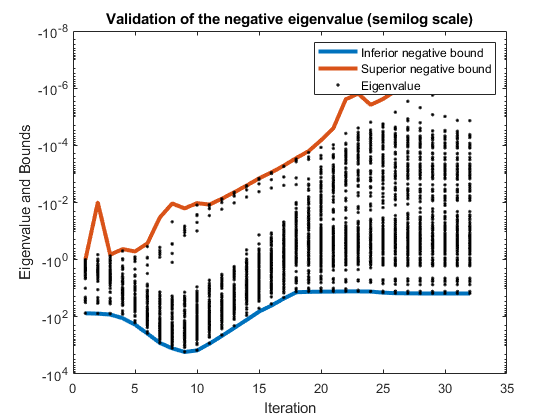 Validation of the negative eigenvalue (semilog scale)
-10^-8
-10^-6
-10^-4
-10^-2
-10^0
-10^2
-10^4
Eigenvalue and Bounds
Inferior negative bound
Superior negative bound
Eigenvalue
0 5 10 15 20 25 30 35
Iteration